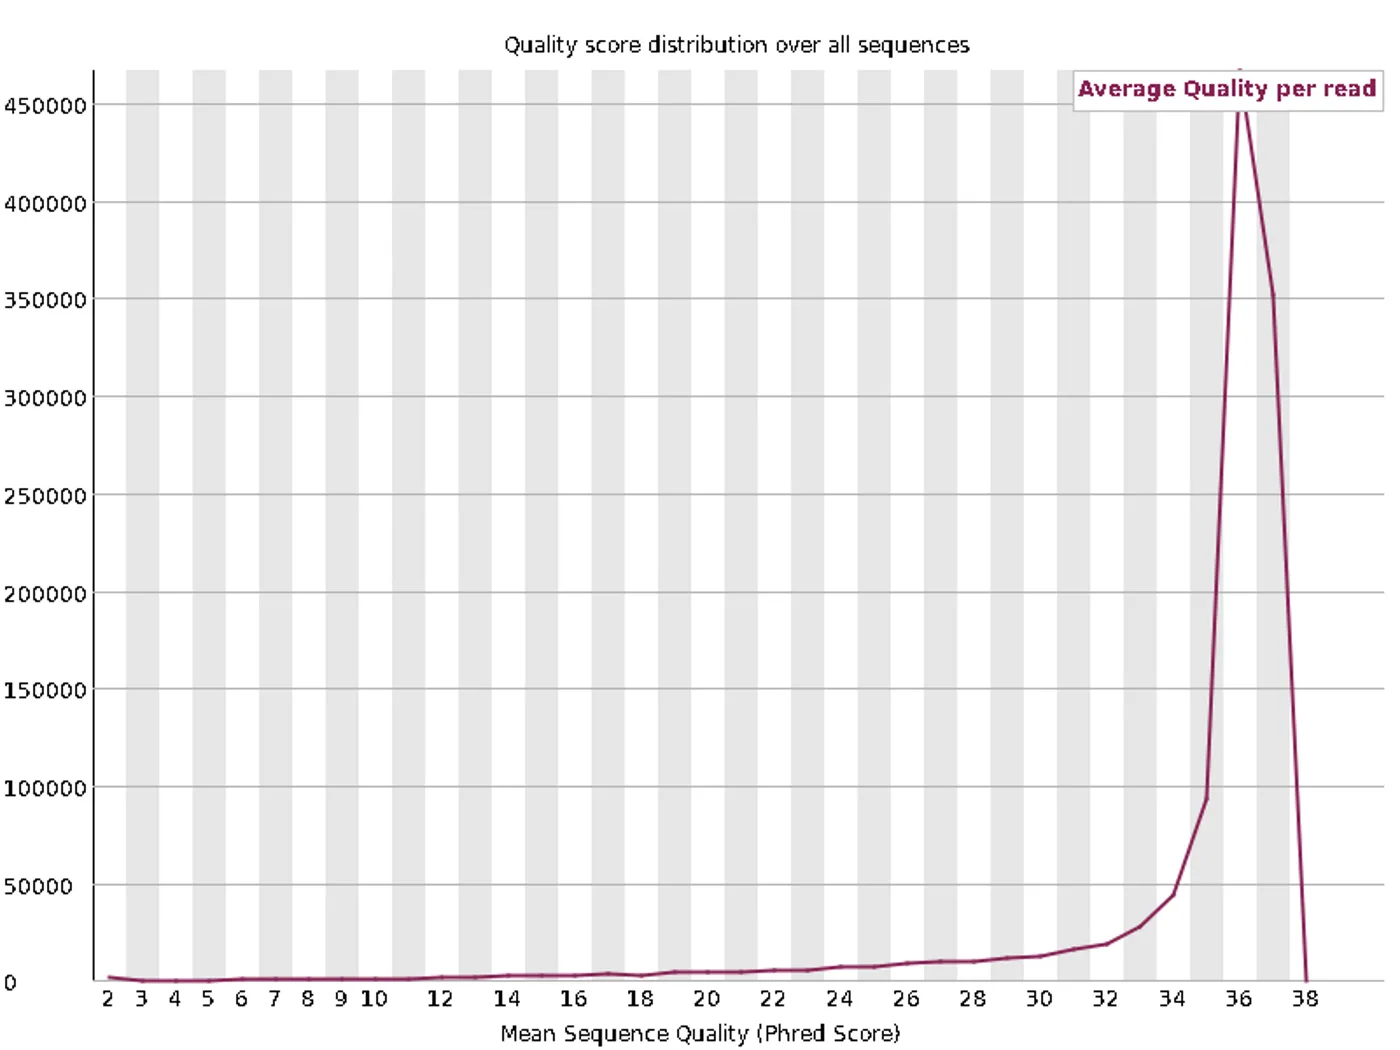 Quality score distribution over all sequences
Average Quality per read
450000
400000
350000
300000
250000
200000
150000
100000
50000
0
2 3 4 5 6 7 8 9 10 12 14 16 18 20 22 24 26 28 30 32 34 36 38
Mean Sequence Quality (Phred Score)